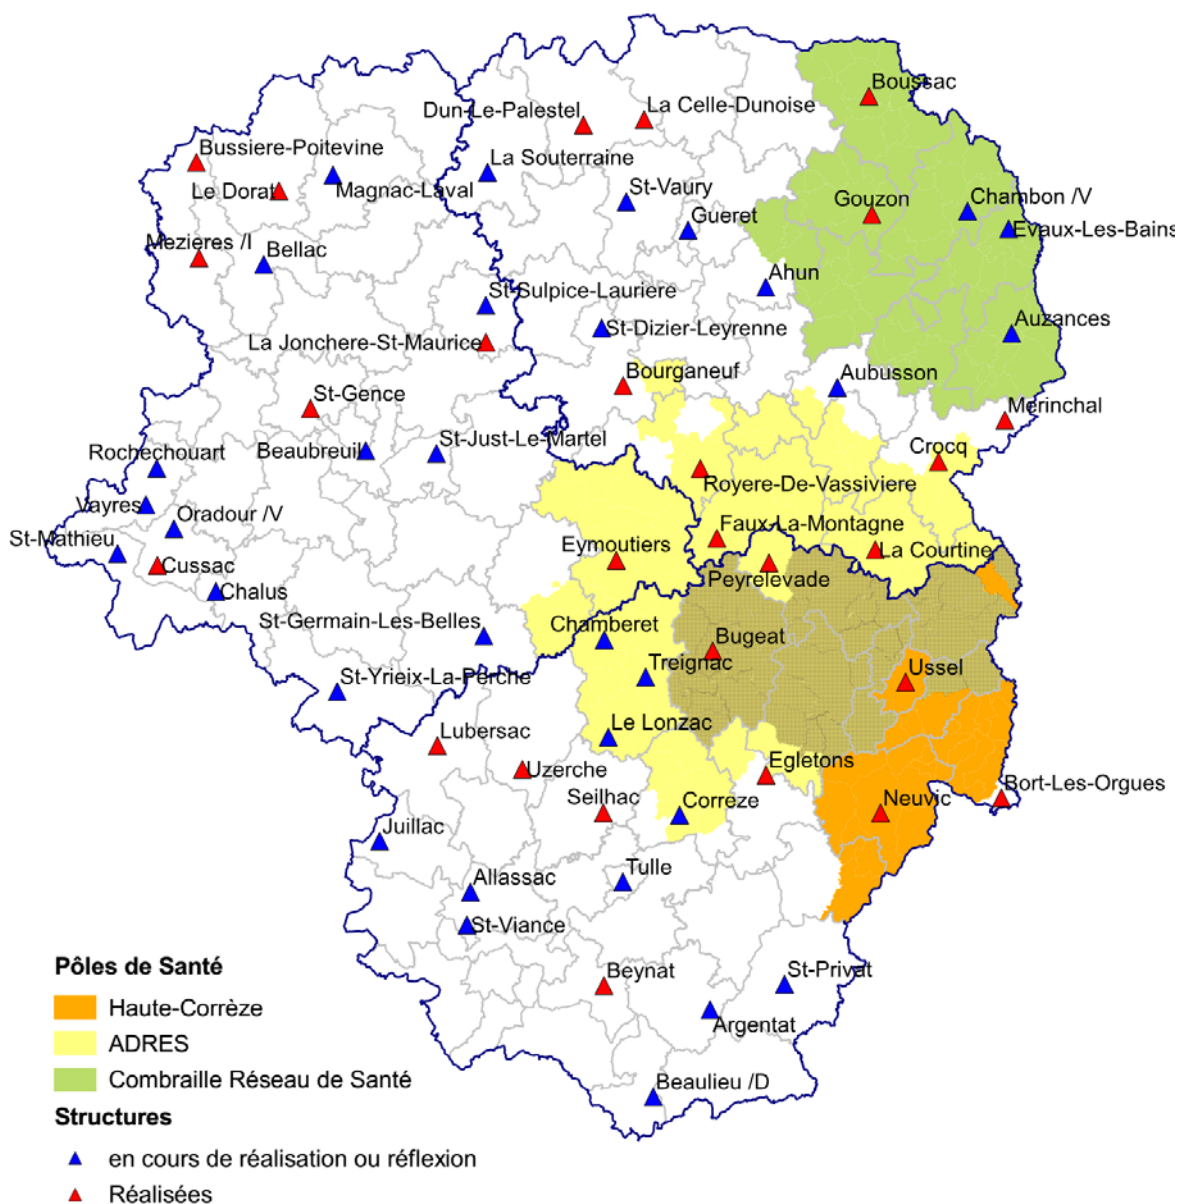 Boussac
La Celle-Dunoise
Dun-Le-Palestel
Bussiere-Poitevine
La Souterraine
Le Dorat
Magnac-Laval
St-Vaury
Gouzon
Chambon /V
Gueret
Evaux-Les-Bains
Mezieres /I
Bellac
Ahun
St-Sulpice-Lauriere
St-Dizier-Leyrenne
Auzances
La Jonchere-St-Maurice
Bourganeuf
Aubusson
St-Gence
Merinchal
St-Just-Le-Martel
Crocq
Rochechouart
Beaubreuil
Royere-De-Vassiviere
Vayres
Oradour /V
Faux-La-Montagne
St-Mathieu
Eymoutiers
La Courtine
Cussac
Peyrelevade
Chalus
St-Germain-Les-Belles
Chamberet
Bugeat
Treignac
Ussel
St-Yrieix-La-Perche
Le Lonzac
Lubersac
Egletons
Uzerche
Bort-Les-Orgues
Seilhac
Correze
Neuvic
Juillac
Tulle
Allassac
St-Viance
Beynat
St-Privat
Argentat
Beaulieu /D
Pôles de Santé
Haute-Corrèze
ADRES
Combraille Réseau de Santé
Structures
en cours de réalisation ou réflexion
Réalisées